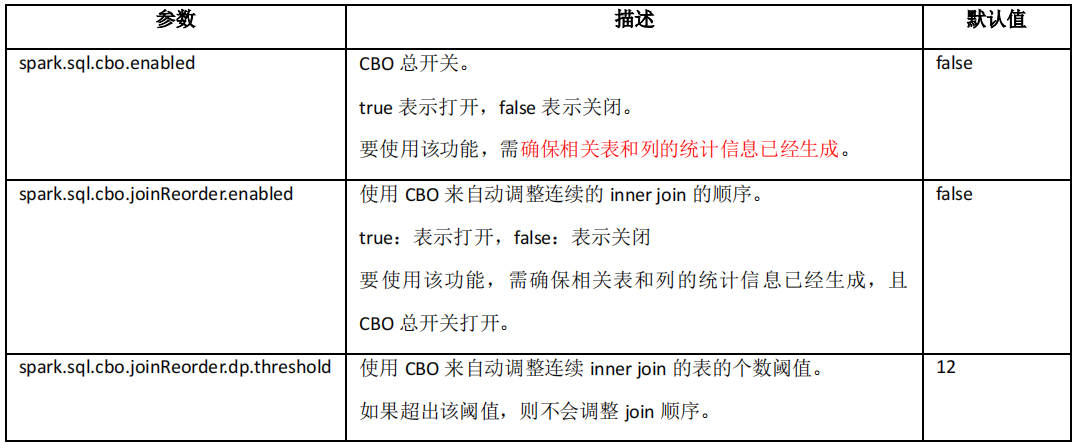 参数 描述 默认值
spark.sql.cbo.enabled CBO 总开关。 false
true 表示打开，false 表示关闭。
要使用该功能，需确保相关表和列的统计信息已经生成。
spark.sql.cbo.joinReorder.enabled 使用 CBO 来自动调整连续的 inner join 的顺序。 false
true：表示打开，false：表示关闭
要使用该功能，需确保相关表和列的统计信息已经生成，且
CBO 总开关打开。
spark.sql.cbo.joinReorder.dp.threshold 使用 CBO 来自动调整连续 inner join 的表的个数阈值。 12
如果超出该阈值，则不会调整 join 顺序。